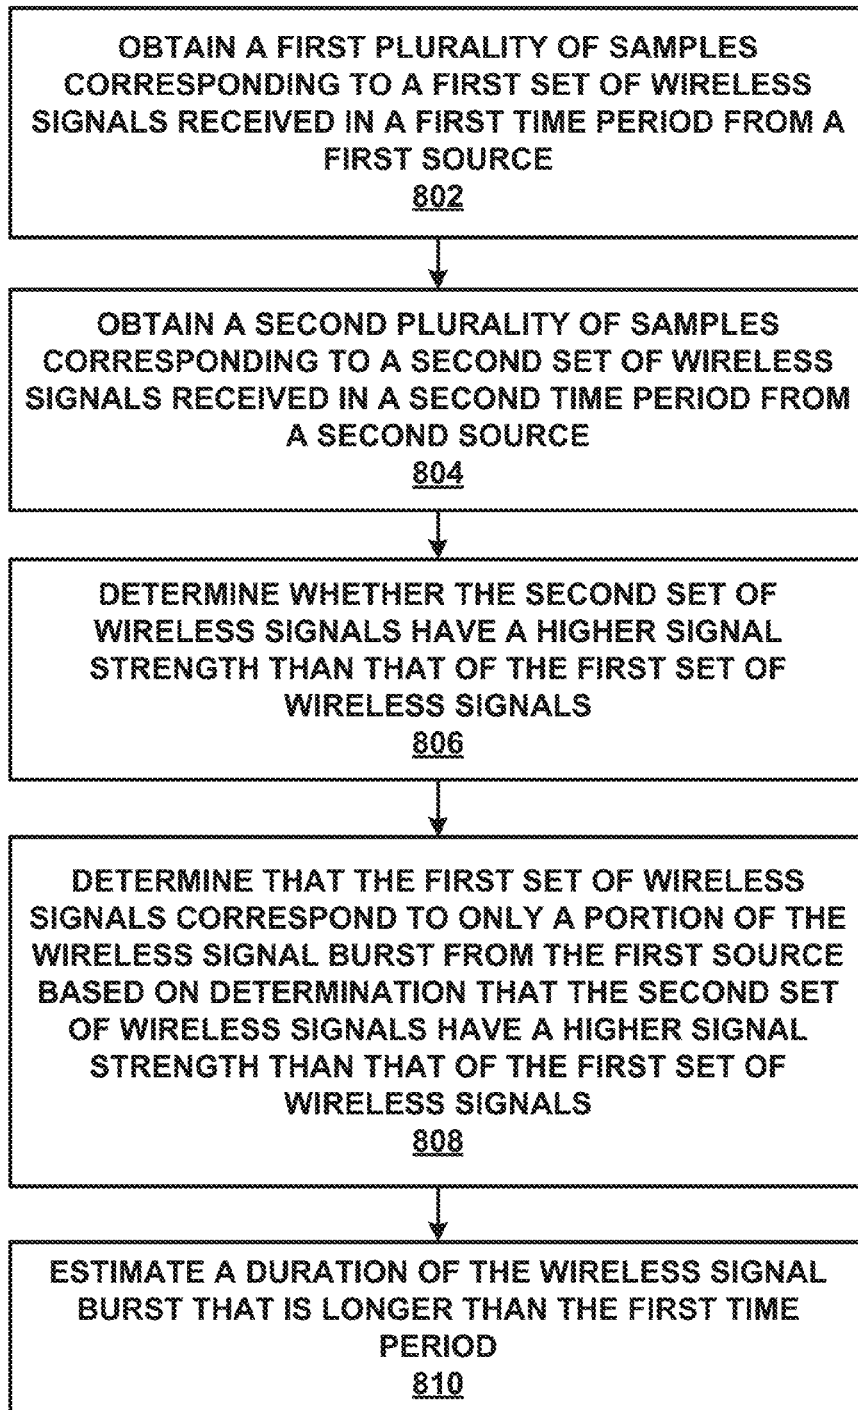 OBTAIN A FIRST PLURALITY OF SAMPLES
CORRESPONDING TO A FIRST SET OF WIRELESS
SIGNALS RECEIVED IN A FIRST TIME PERIOD FROM A
FIRST SOURCE
802
OBTAIN A SECOND PLURALITY OF SAMPLES
CORRESPONDING TO A SECOND SET OF WIRELESS
SIGNALS RECEIVED IN A SECOND TIME PERIOD FROM
A SECOND SOURCE
804
DETERMINE WHETHER THE SECOND SET OF
WIRELESS SIGNALS HAVE A HIGHER SIGNAL
STRENGTH THAN THAT OF THE FIRST SET OF
WIRELESS SIGNALS
806
DETERMINE THAT THE FIRST SET OF WIRELESS
SIGNALS CORRESPOND TO ONLY A PORTION OF THE
WIRELESS SIGNAL BURST FROM THE FIRST SOURCE
BASED ON DETERMINATION THAT THE SECOND SET
OF WIRELESS SIGNALS HAVE A HIGHER SIGNAL
STRENGTH THAN THAT OF THE FIRST SET OF
WIRELESS SIGNALS
808
ESTIMATE A DURATION OF THE WIRELESS SIGNAL
BURST THAT IS LONGER THAN THE FIRST TIME
PERIOD
810